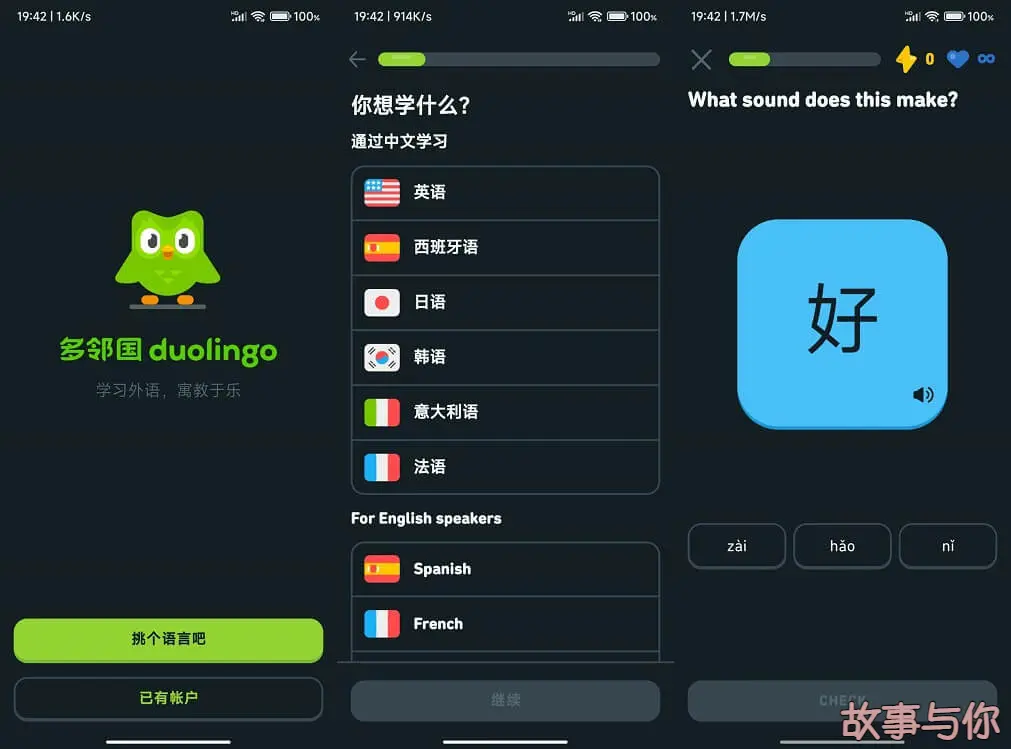 19:42 | 1.6K/s
HD
100%
多邻国 duolingo
学习外语，寓教于乐
挑个语言吧
已有帐户
19:42 | 914K/s
HD
100%
你想学什么？
通过中文学习
英语
西班牙语
日语
韩语
意大利语
法语
For English speakers
Spanish
French
继续
19:42 | 1.7M/s
HD
100%
0 ∞
What sound does this make?
好
zài
hǎo
nǐ
CHECK
故事与你